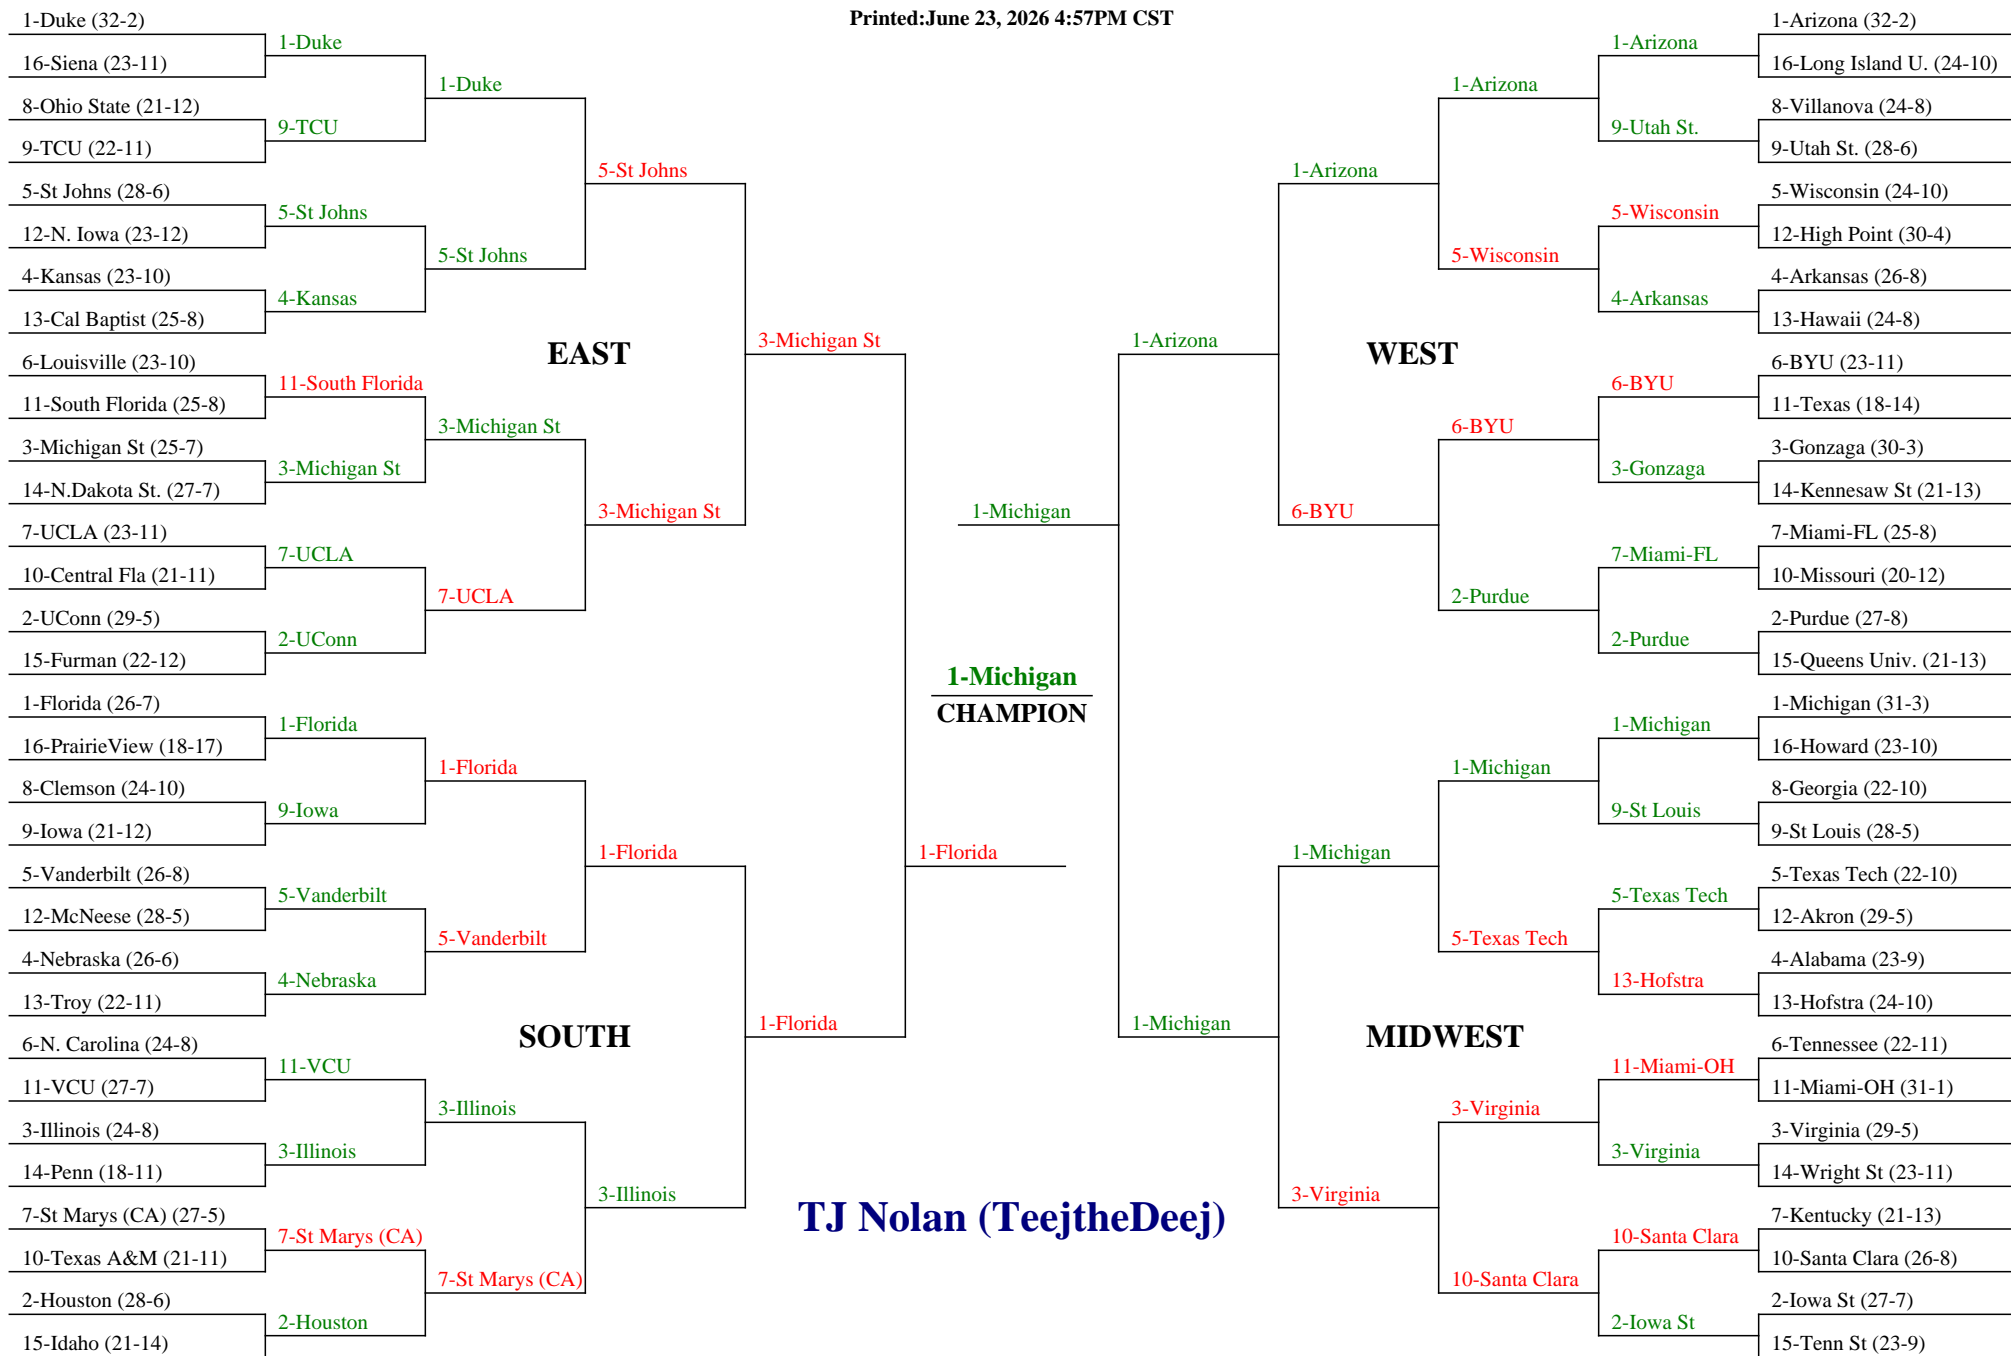 Printed:June 23, 2026 4:57PM CST
1-Duke (32-2)
16-Siena (23-11)
8-Ohio State (21-12)
9-TCU (22-11)
5-St Johns (28-6)
12-N. Iowa (23-12)
4-Kansas (23-10)
13-Cal Baptist (25-8)
6-Louisville (23-10)
11-South Florida (25-8)
3-Michigan St (25-7)
14-N.Dakota St. (27-7)
7-UCLA (23-11)
10-Central Fla (21-11)
2-UConn (29-5)
15-Furman (22-12)
1-Florida (26-7)
16-PrairieView (18-17)
8-Clemson (24-10)
9-Iowa (21-12)
5-Vanderbilt (26-8)
12-McNeese (28-5)
4-Nebraska (26-6)
13-Troy (22-11)
6-N. Carolina (24-8)
11-VCU (27-7)
3-Illinois (24-8)
14-Penn (18-11)
7-St Marys (CA) (27-5)
10-Texas A&M (21-11)
2-Houston (28-6)
15-Idaho (21-14)
1-Duke
9-TCU
5-St Johns
4-Kansas
11-South Florida
3-Michigan St
7-UCLA
2-UConn
1-Florida
9-Iowa
5-Vanderbilt
4-Nebraska
11-VCU
3-Illinois
7-St Marys (CA)
2-Houston
1-Duke
5-St Johns
3-Michigan St
7-UCLA
1-Florida
5-Vanderbilt
3-Illinois
7-St Marys (CA)
5-St Johns
EAST
3-Michigan St
1-Florida
SOUTH
3-Illinois
3-Michigan St
1-Florida
1-Florida
1-Michigan
1-Michigan
CHAMPION
TJ Nolan (TeejtheDeej)
1-Arizona
1-Michigan
1-Arizona
WEST
6-BYU
1-Michigan
MIDWEST
3-Virginia
1-Arizona
5-Wisconsin
6-BYU
2-Purdue
1-Michigan
5-Texas Tech
3-Virginia
10-Santa Clara
1-Arizona
9-Utah St.
5-Wisconsin
4-Arkansas
6-BYU
3-Gonzaga
7-Miami-FL
2-Purdue
1-Michigan
9-St Louis
5-Texas Tech
13-Hofstra
11-Miami-OH
3-Virginia
10-Santa Clara
2-Iowa St
1-Arizona (32-2)
16-Long Island U. (24-10)
8-Villanova (24-8)
9-Utah St. (28-6)
5-Wisconsin (24-10)
12-High Point (30-4)
4-Arkansas (26-8)
13-Hawaii (24-8)
6-BYU (23-11)
11-Texas (18-14)
3-Gonzaga (30-3)
14-Kennesaw St (21-13)
7-Miami-FL (25-8)
10-Missouri (20-12)
2-Purdue (27-8)
15-Queens Univ. (21-13)
1-Michigan (31-3)
16-Howard (23-10)
8-Georgia (22-10)
9-St Louis (28-5)
5-Texas Tech (22-10)
12-Akron (29-5)
4-Alabama (23-9)
13-Hofstra (24-10)
6-Tennessee (22-11)
11-Miami-OH (31-1)
3-Virginia (29-5)
14-Wright St (23-11)
7-Kentucky (21-13)
10-Santa Clara (26-8)
2-Iowa St (27-7)
15-Tenn St (23-9)